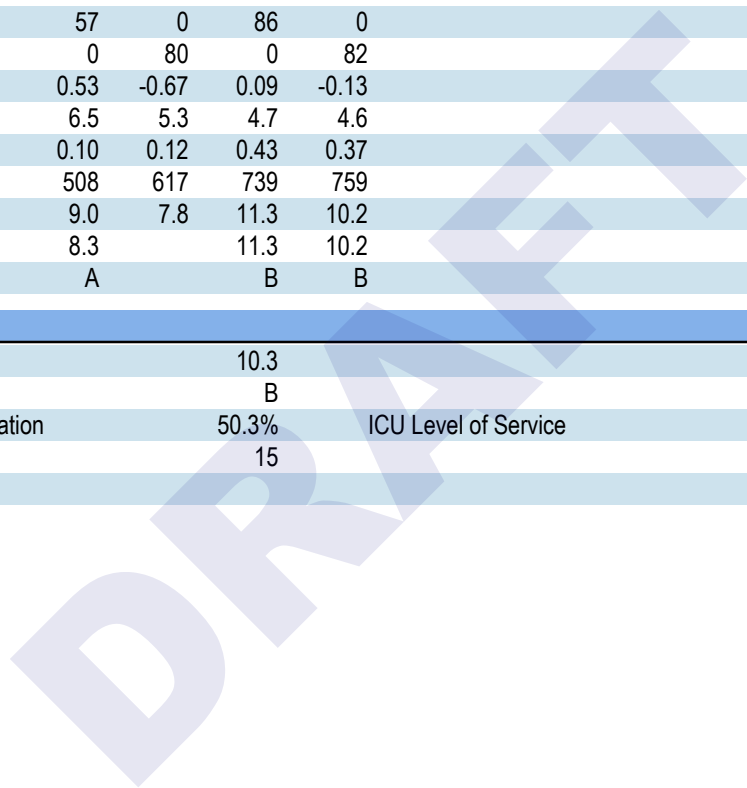 57 0 86 0
0 80 0 82
0.53 -0.67 0.09 -0.13
6.5 5.3 4.7 4.6
0.10 0.12 0.43 0.37
508 617 739 759
9.0 7.8 11.3 10.2
8.3 11.3 10.2
A B B
10.3
B
ation 50.3% ICU Level of Service
15
DRAFT